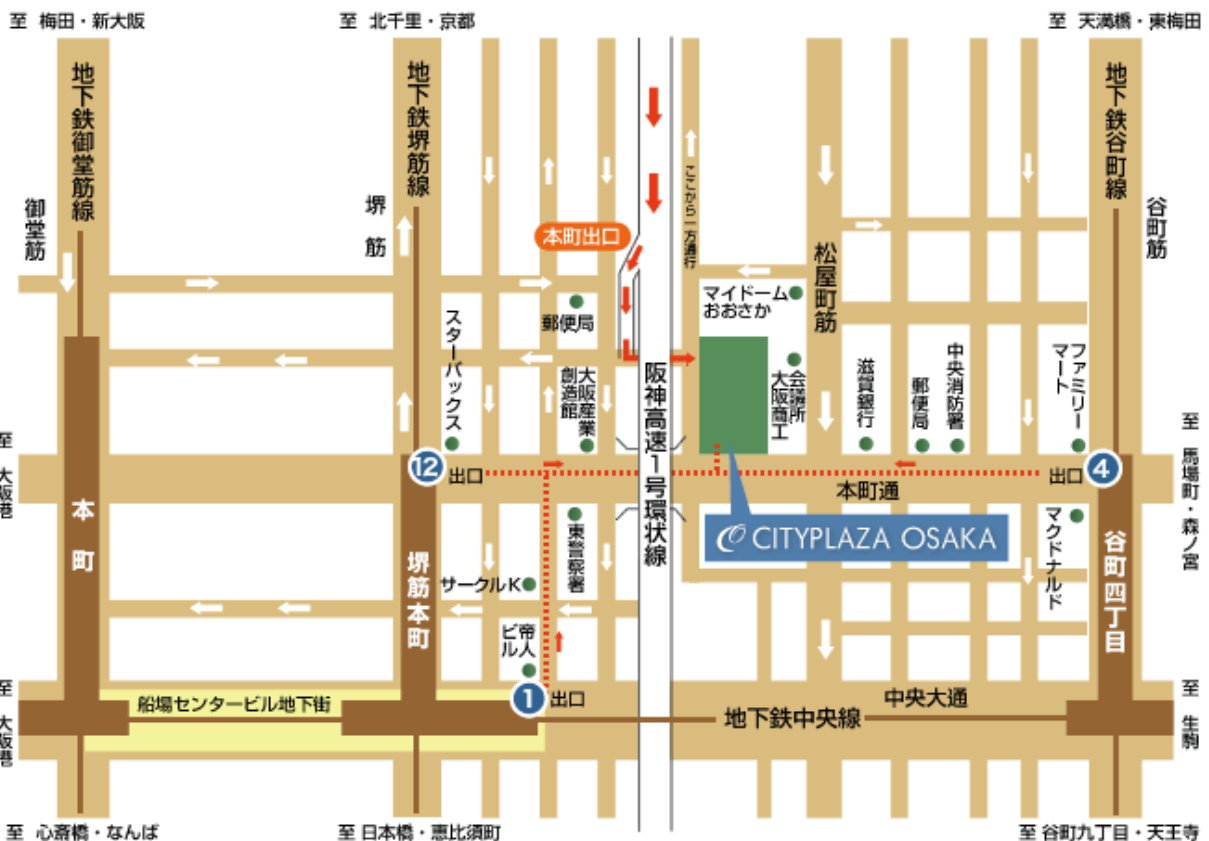 至 梅田・新大阪
至 北千里・京都
至 天満橋・東梅田
地下鉄御堂筋線
地下鉄堺筋線
地下鉄谷町線
御堂筋
堺筋
谷町筋
ここから一方通行
本町出口
松屋町筋
マイドーム
おおさか
郵便局
スターバックス
大阪産業
創造館
阪神高速1号環状線
大阪商工
会議所
滋賀銀行
郵便局
中央消防署
ファミリー
マート
至 大阪港
至 馬場町・森ノ宮
12
出口
出口
4
本町通
本町
堺筋本町
東警察署
CITYPLAZA OSAKA
マクドナルド
谷町四丁目
サークルK
帝人
ビル
1
出口
船場センタービル地下街
中央大通
地下鉄中央線
至 大阪港
至 生駒
至 心斎橋・なんば
至 日本橋・恵比須町
至 谷町九丁目・天王寺